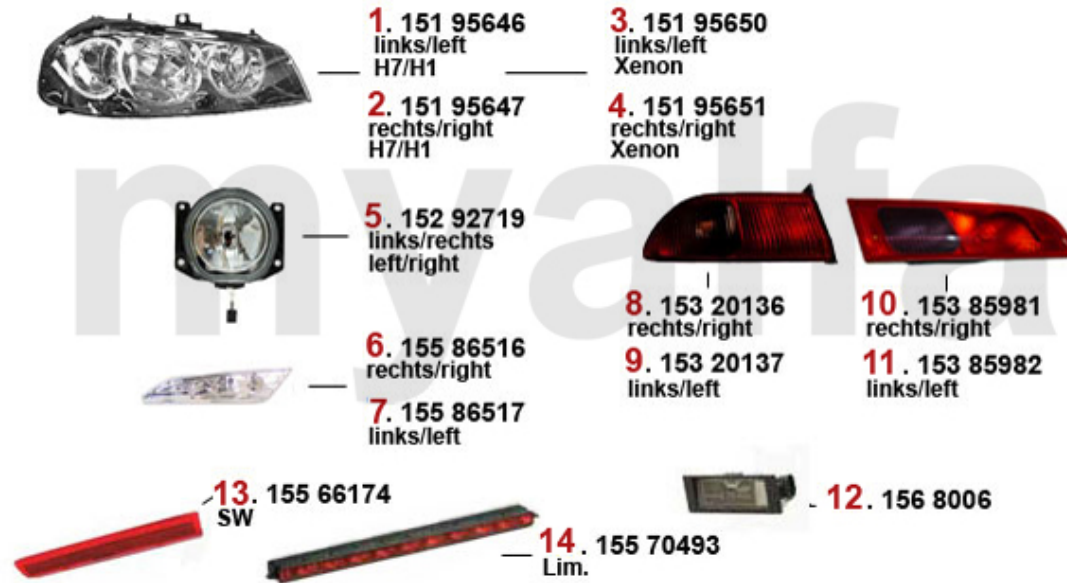 1. 151 95646
links/left
H7/H1
2. 151 95647
rechts/right
H7/H1
3. 151 95650
links/left
Xenon
4. 151 95651
rechts/right
Xenon
myalfa
5. 152 92719
links/rechts
left/right
6. 155 86516
rechts/right
7. 155 86517
links/left
8. 153 20136
rechts/right
9. 153 20137
links/left
10. 153 85981
rechts/right
11. 153 85982
links/left
12. 156 8006
13. 155 66174
SW
14. 155 70493
Lim.